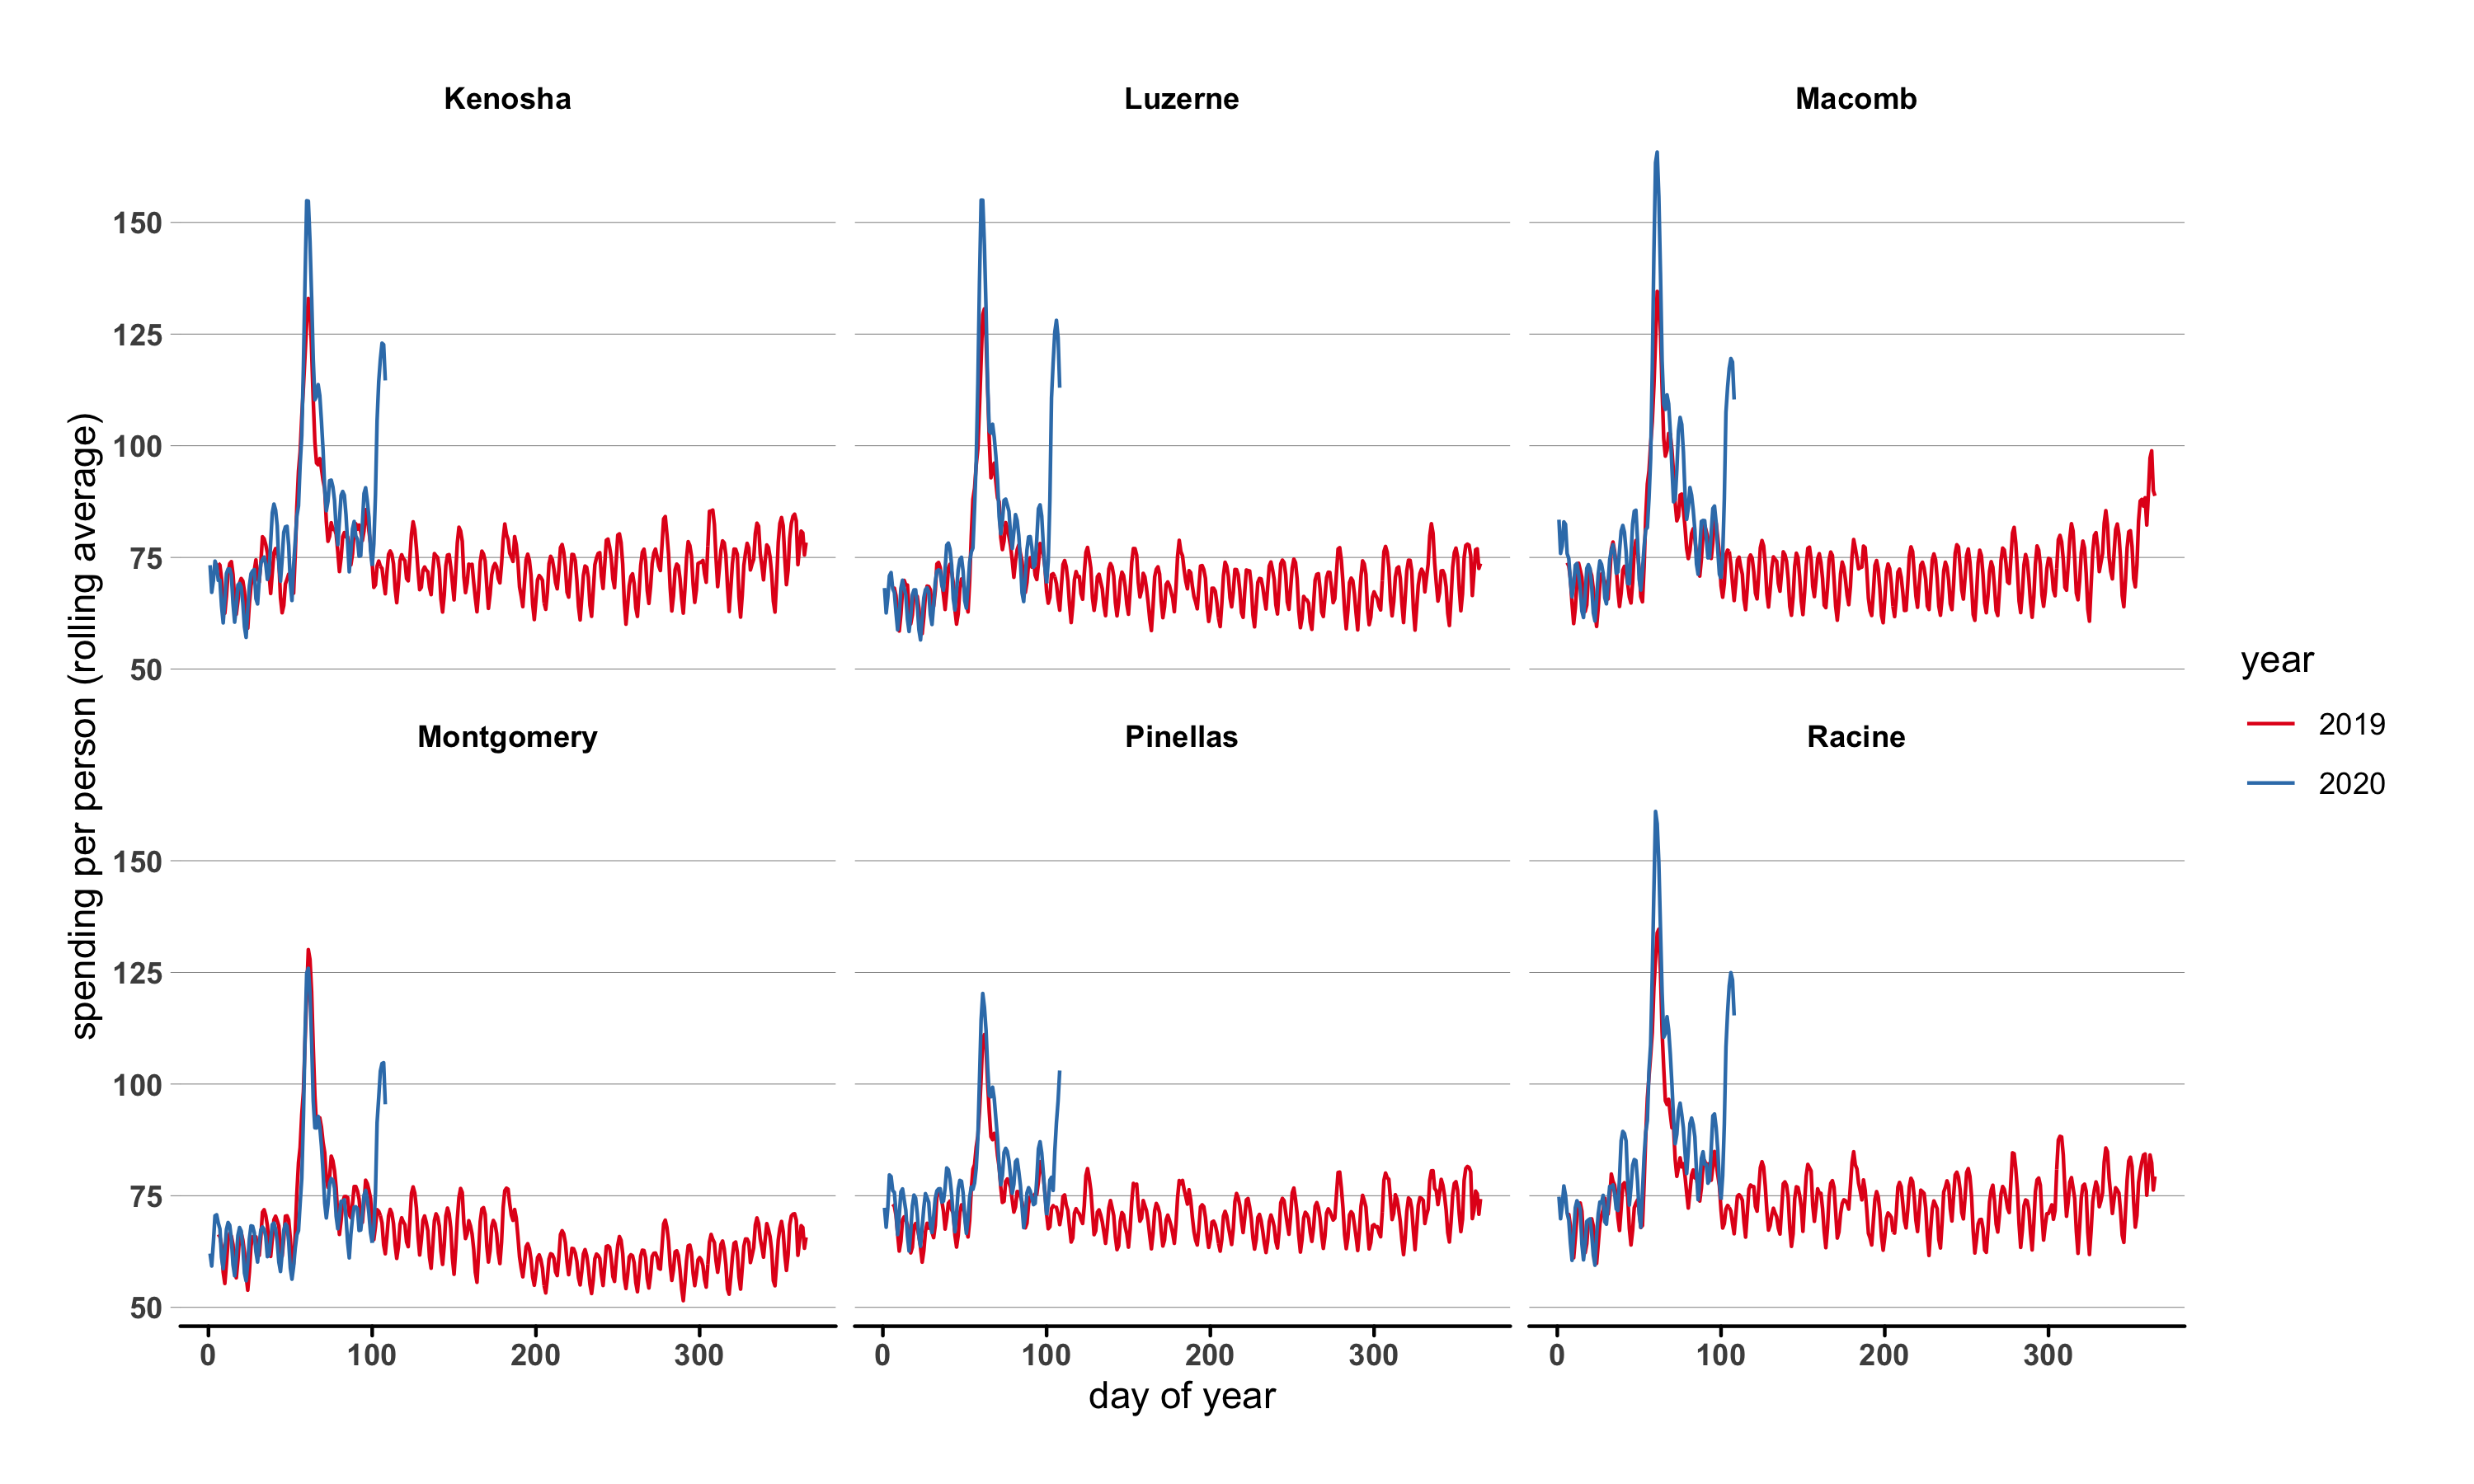 Kenosha
Luzerne
Macomb
150
125
100
75
50
Montgomery
Pinellas
Racine
150
125
100
75
50
0 100 200 300
0 100 200 300
0 100 200 300
day of year
spending per person (rolling average)
year
2019
2020